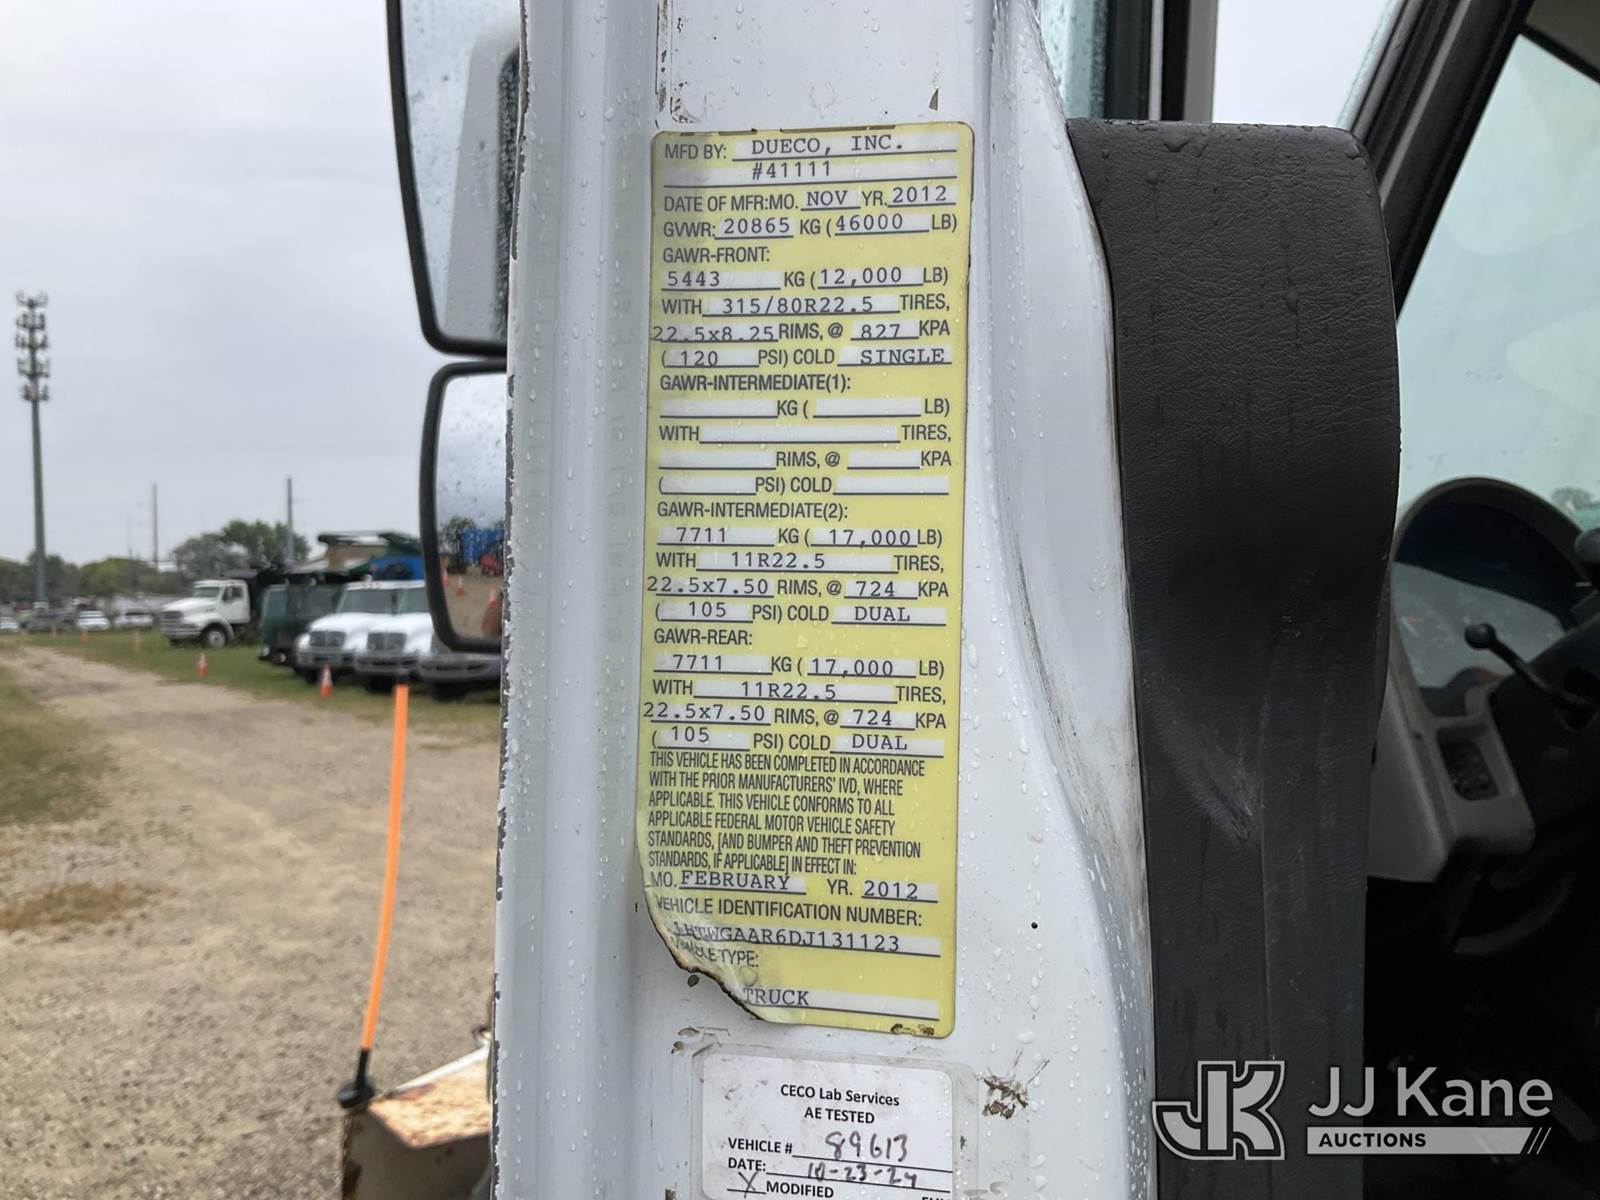 MFD BY: DUECO, INC.
#41111
DATE OF MFR:MO. NOV YR. 2012
GVWR: 20865 KG (46000 LB)
GAWR-FRONT:
5443 KG (12,000 LB)
WITH 315/80R22.5 TIRES,
22.5x8.25 RIMS, @ 827 KPA
(120 PSI) COLD SINGLE
GAWR-INTERMEDIATE(1):
KG ( LB)
WITH TIRES,
RIMS, @ KPA
( PSI) COLD
GAWR-INTERMEDIATE(2):
7711 KG (17,000 LB)
WITH 11R22.5 TIRES,
22.5x7.50 RIMS, @ 724 KPA
(105 PSI) COLD DUAL
GAWR-REAR:
7711 KG (17,000 LB)
WITH 11R22.5 TIRES,
22.5x7.50 RIMS, @ 724 KPA
(105 PSI) COLD DUAL
THIS VEHICLE HAS BEEN COMPLETED IN ACCORDANCE
WITH THE PRIOR MANUFACTURERS' IVD, WHERE
APPLICABLE. THIS VEHICLE CONFORMS TO ALL
APPLICABLE FEDERAL MOTOR VEHICLE SAFETY
STANDARDS, [AND BUMPER AND THEFT PREVENTION
STANDARDS, IF APPLICABLE] IN EFFECT IN:
MO. FEBRUARY YR. 2012
VEHICLE IDENTIFICATION NUMBER:
1HTWGAAR6DJ131123
TYPE:
TRUCK
CECO Lab Services
AE TESTED
VEHICLE # 89613
DATE: 10-23-24
X MODIFIED
JK JJ Kane
AUCTIONS